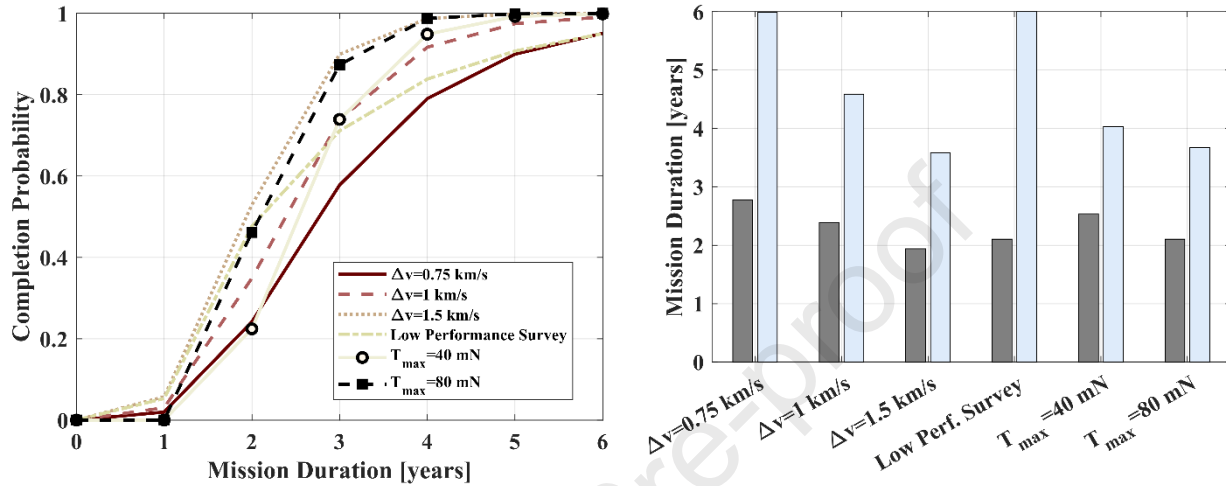 1
0.8
0.6
0.4
0.2
0
Completion Probability
0 1 2 3 4 5 6
Mission Duration [years]
Δv=0.75 km/s
Δv=1 km/s
Δv=1.5 km/s
Low Performance Survey
T_max=40 mN
T_max=80 mN
6
5
4
3
2
1
0
Mission Duration [years]
Δv=0.75 km/s
Δv=1 km/s
Δv=1.5 km/s
Low Perf. Survey
T_max=40 mN
T_max=80 mN
re-proof